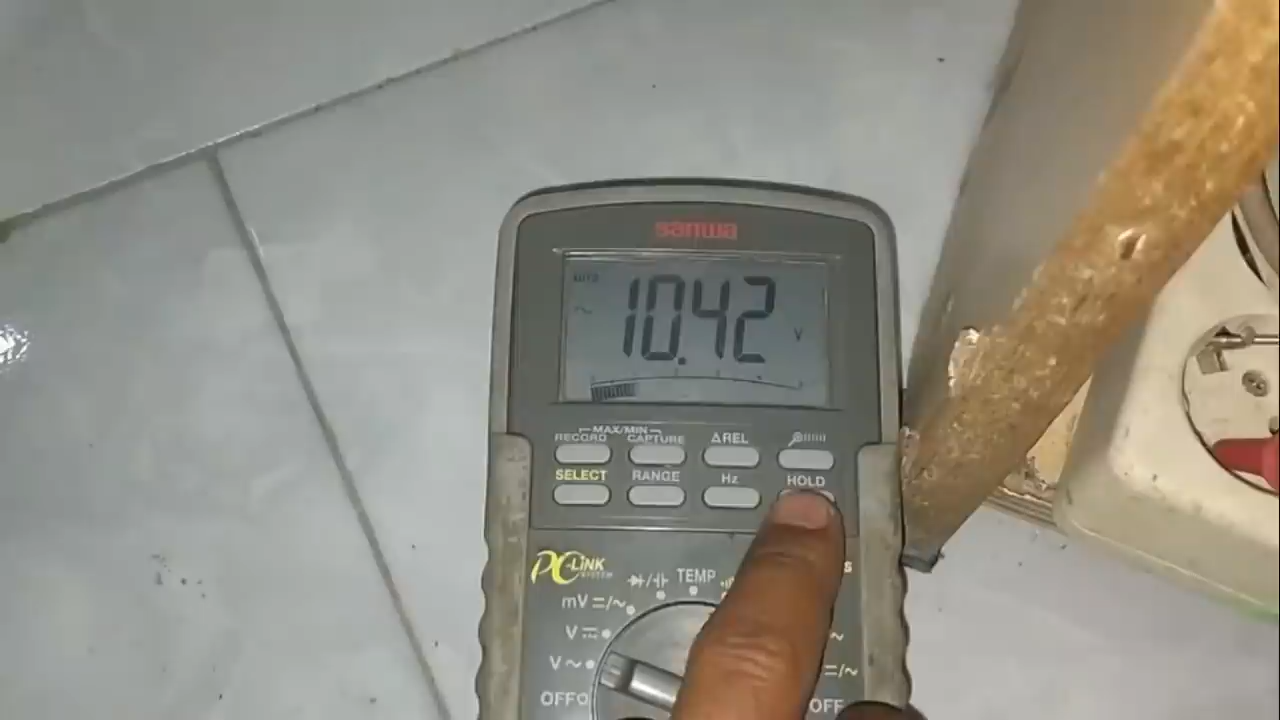 sanwa
AUTO
~
10.42 V
MAX/MIN
RECORD CAPTURE ΔREL
SELECT RANGE Hz HOLD
PC-LiNK
SYSTEM
TEMP
mV
V
V~
OFF OFF